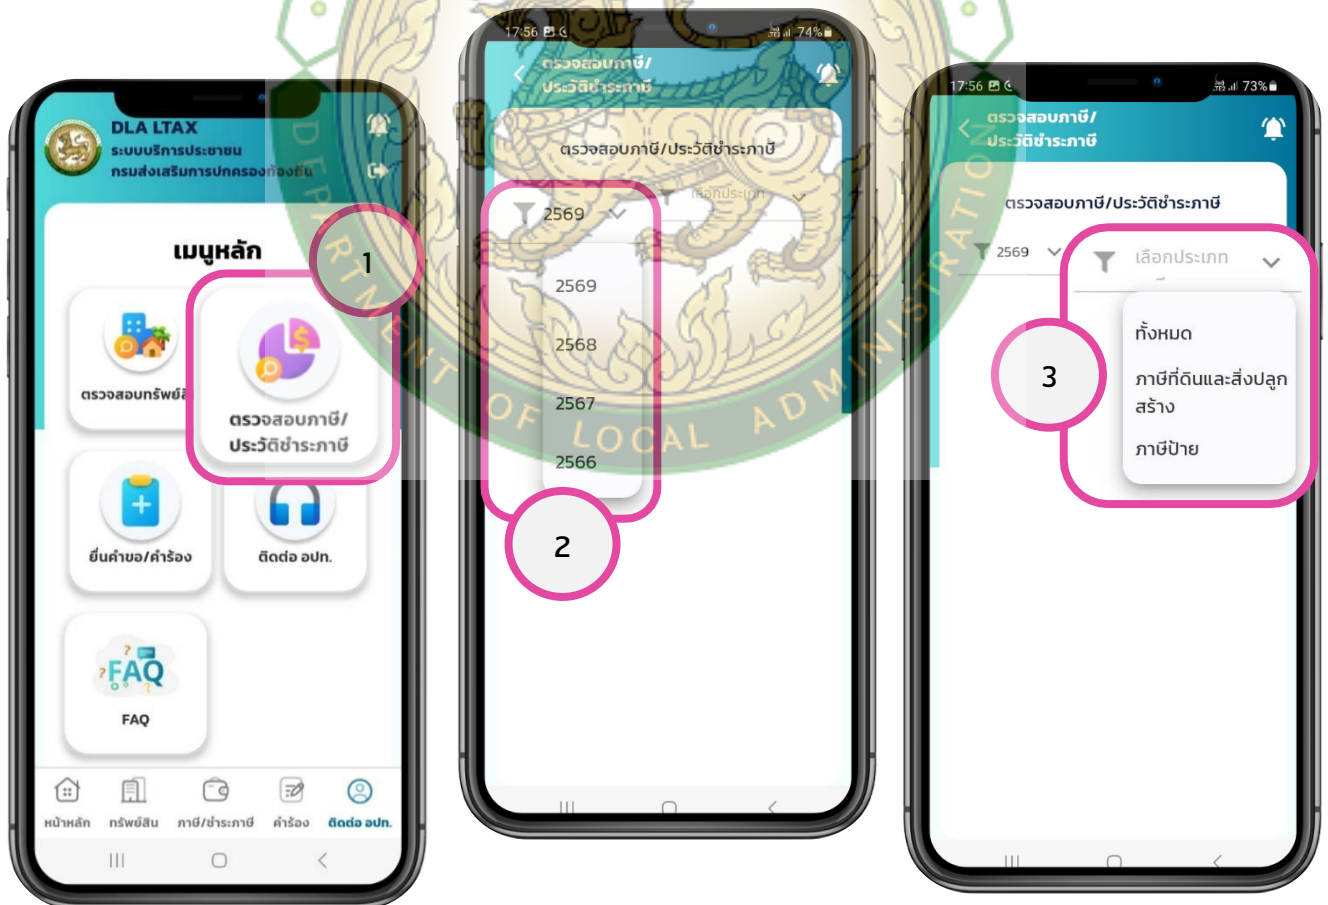 DLA LTAX
ระบบบริการประชาชน
กรมส่งเสริมการปกครองท้องถิ่น
เมนูหลัก
1
ตรวจสอบทรัพย์สิ
ตรวจสอบภาษี/
ประวัติชำระภาษี
ยื่นคำขอ/คำร้อง
ติดต่อ อปท.
FAQ
FAQ
หน้าหลัก
ทรัพย์สิน
ภาษี/ชำระภาษี
คำร้อง
ติดต่อ อปท.
17:56
74%
ตรวจสอบภาษี/
ประวัติชำระภาษี
ตรวจสอบภาษี/ประวัติชำระภาษี
2569
เลือกประเภท
2569
2568
2567
2566
2
17:56
73%
ตรวจสอบภาษี/
ประวัติชำระภาษี
ตรวจสอบภาษี/ประวัติชำระภาษี
2569
เลือกประเภท
ทั้งหมด
ภาษีที่ดินและสิ่งปลูก
สร้าง
ภาษีป้าย
3
DEPARTMENT OF LOCAL ADMINISTRATION